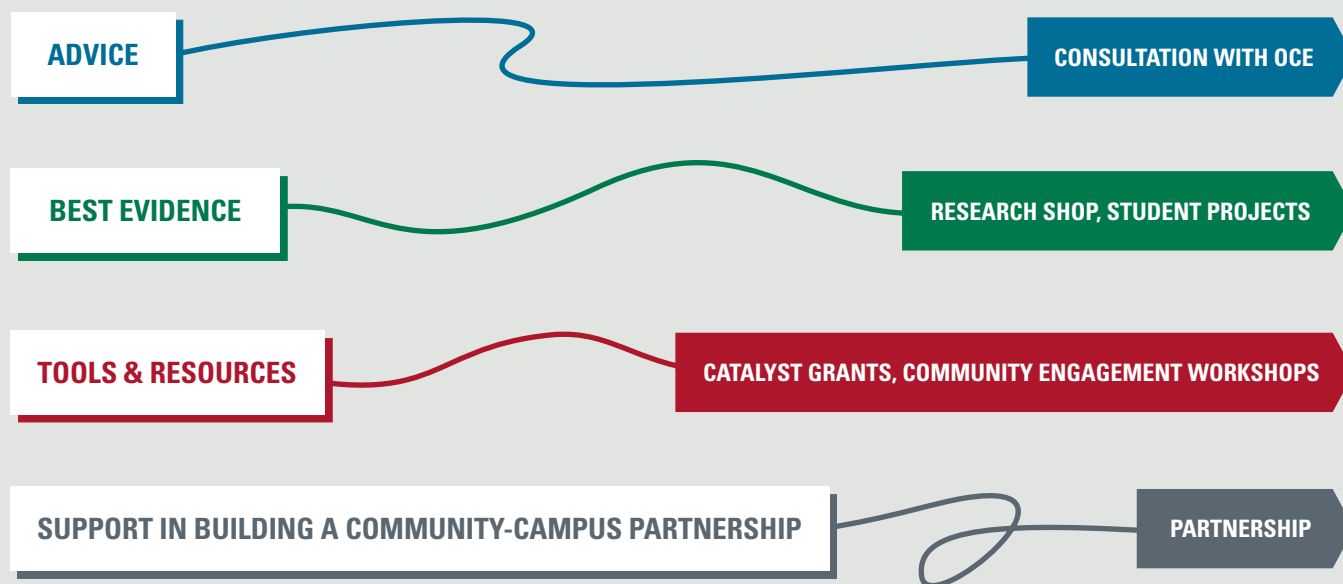 ADVICE
CONSULTATION WITH OCE
BEST EVIDENCE
RESEARCH SHOP, STUDENT PROJECTS
TOOLS & RESOURCES
CATALYST GRANTS, COMMUNITY ENGAGEMENT WORKSHOPS
SUPPORT IN BUILDING A COMMUNITY-CAMPUS PARTNERSHIP
PARTNERSHIP